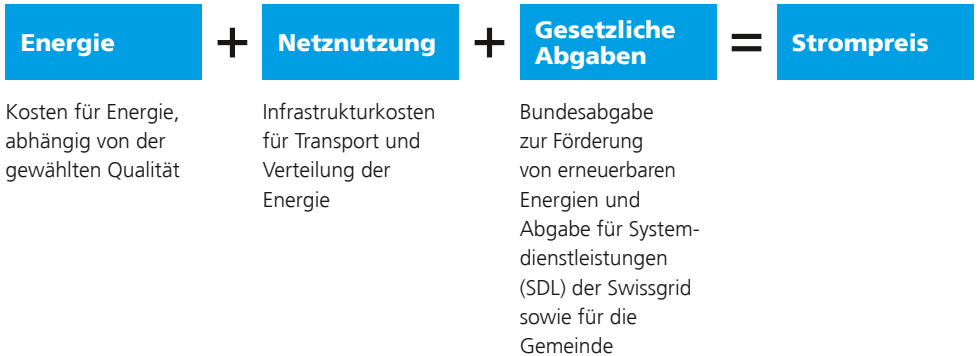 Energie
+
Netznutzung
+
Gesetzliche
Abgaben
=
Strompreis
Kosten für Energie,
abhängig von der
gewählten Qualität
Infrastrukturkosten
für Transport und
Verteilung der
Energie
Bundesabgabe
zur Förderung
von erneuerbaren
Energien und
Abgabe für System-
dienstleistungen
(SDL) der Swissgrid
sowie für die
Gemeinde